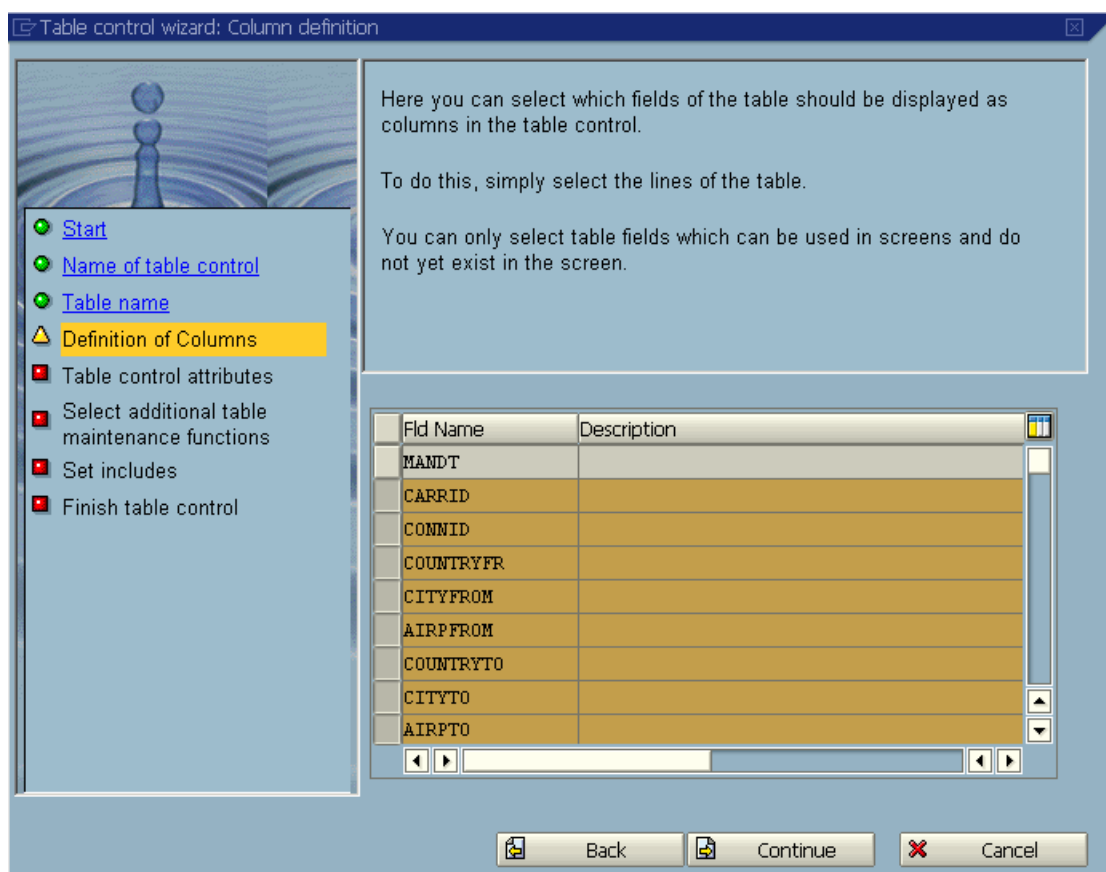 Table control wizard: Column definition
Here you can select which fields of the table should be displayed as
columns in the table control.
To do this, simply select the lines of the table.
You can only select table fields which can be used in screens and do
not yet exist in the screen.
Start
Name of table control
Table name
Definition of Columns
Table control attributes
Select additional table
maintenance functions
Set includes
Finish table control
Fld Name Description
MANDT
CARRID
CONNID
COUNTRYFR
CITYFROM
AIRPFROM
COUNTRYTO
CITYTO
AIRPTO
Back Continue Cancel